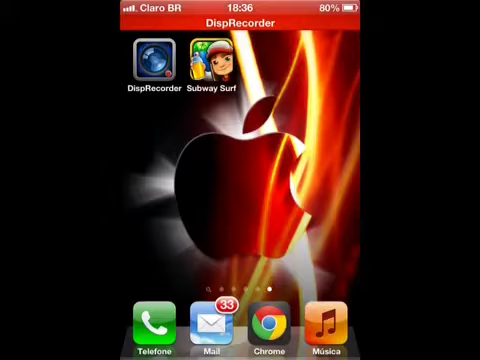 Claro BR 18:36 80%
DispRecorder
DispRecorder Subway Surf
33
Telefone Mail Chrome Música